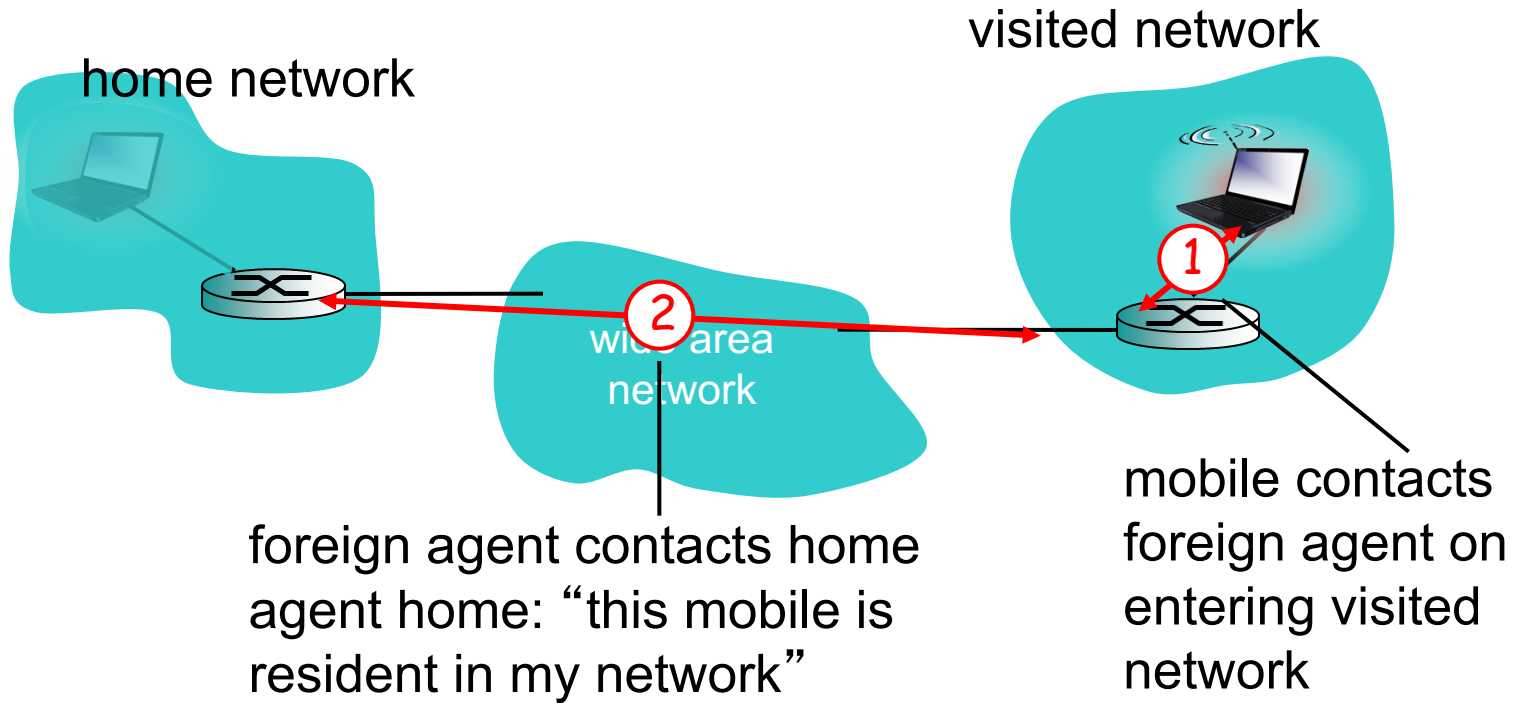 visited network
home network
1
2
wide area
network
mobile contacts
foreign agent on
entering visited
network
foreign agent contacts home
agent home: “this mobile is
resident in my network”